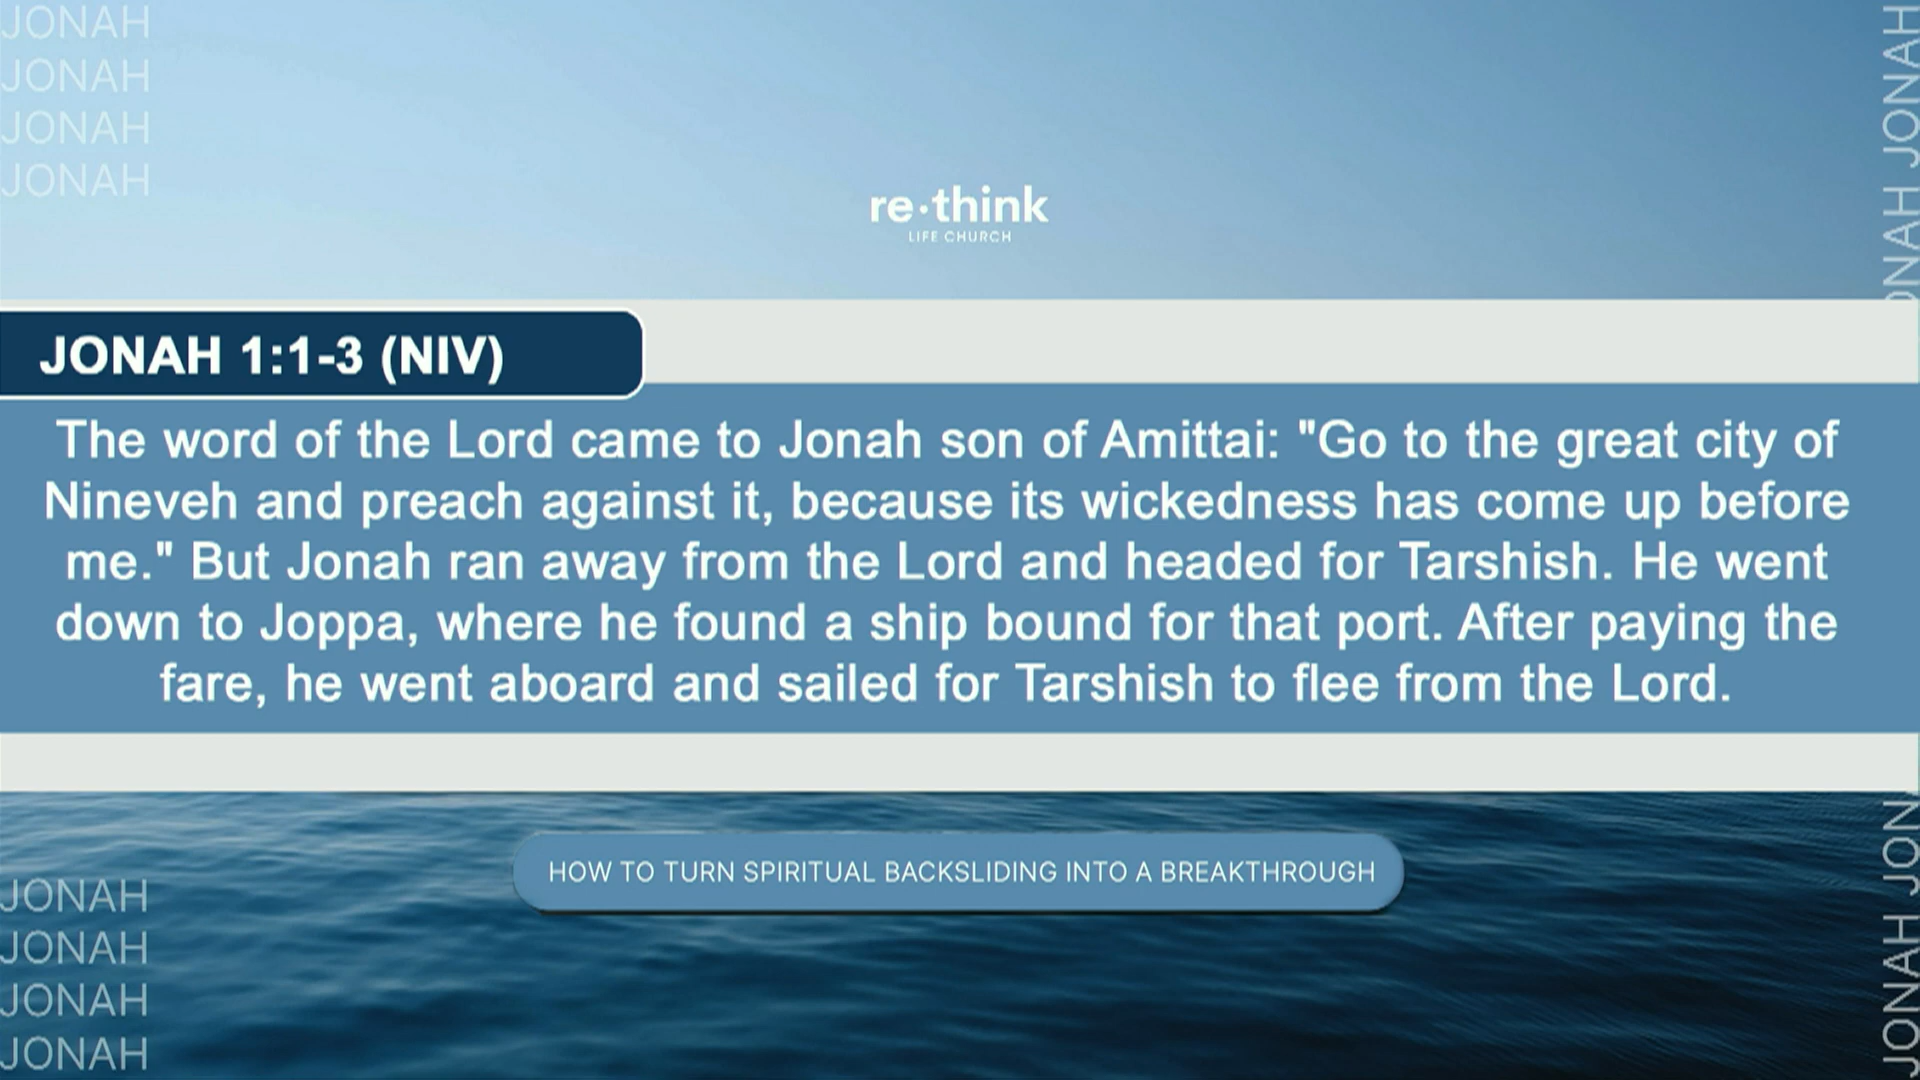 JONAH
JONAH
JONAH
JONAH
JONAH JONAH
re·think
LIFE CHURCH
JONAH 1:1-3 (NIV)
The word of the Lord came to Jonah son of Amittai: "Go to the great city of
Nineveh and preach against it, because its wickedness has come up before
me." But Jonah ran away from the Lord and headed for Tarshish. He went
down to Joppa, where he found a ship bound for that port. After paying the
fare, he went aboard and sailed for Tarshish to flee from the Lord.
HOW TO TURN SPIRITUAL BACKSLIDING INTO A BREAKTHROUGH
JONAH
JONAH
JONAH
JONAH
JONAH JON